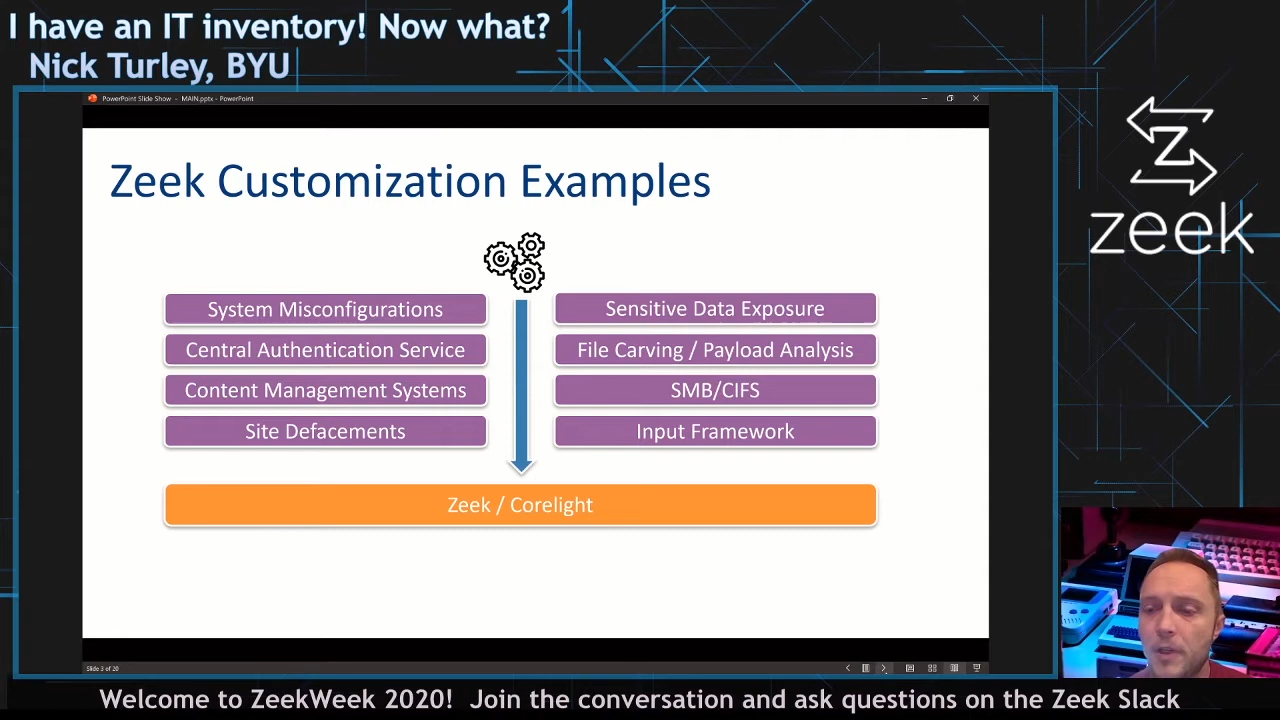 I have an IT inventory! Now what?
Nick Turley, BYU
PowerPoint Slide Show - MAIN.pptx - PowerPoint
Zeek Customization Examples
System Misconfigurations
Central Authentication Service
Content Management Systems
Site Defacements
Sensitive Data Exposure
File Carving / Payload Analysis
SMB/CIFS
Input Framework
Zeek / Corelight
Slide 3 of 20
zeek
Welcome to ZeekWeek 2020! Join the conversation and ask questions on the Zeek Slack